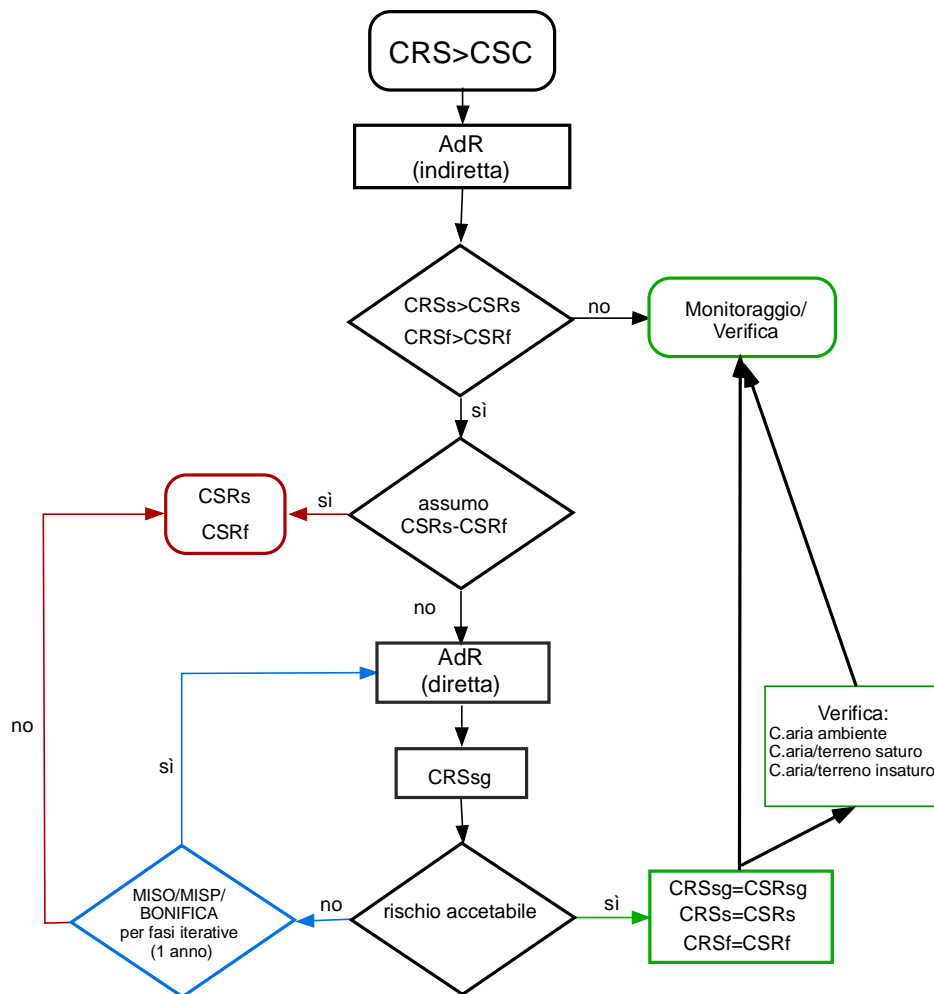 CRS>CSC
AdR
(indiretta)
CRSs>CSRs
CRSf>CSRf
no
Monitoraggio/
Verifica
sì
assumo
CSRs-CSRf
sì
CSRs
CSRf
no
AdR
(diretta)
no
sì
CRSsg
Verifica:
C.aria ambiente
C.aria/terreno saturo
C.aria/terreno insaturo
MISO/MISP/
BONIFICA
per fasi iterative
(1 anno)
no
rischio accetabile
sì
CRSsg=CSRsg
CRSs=CSRs
CRSf=CSRf